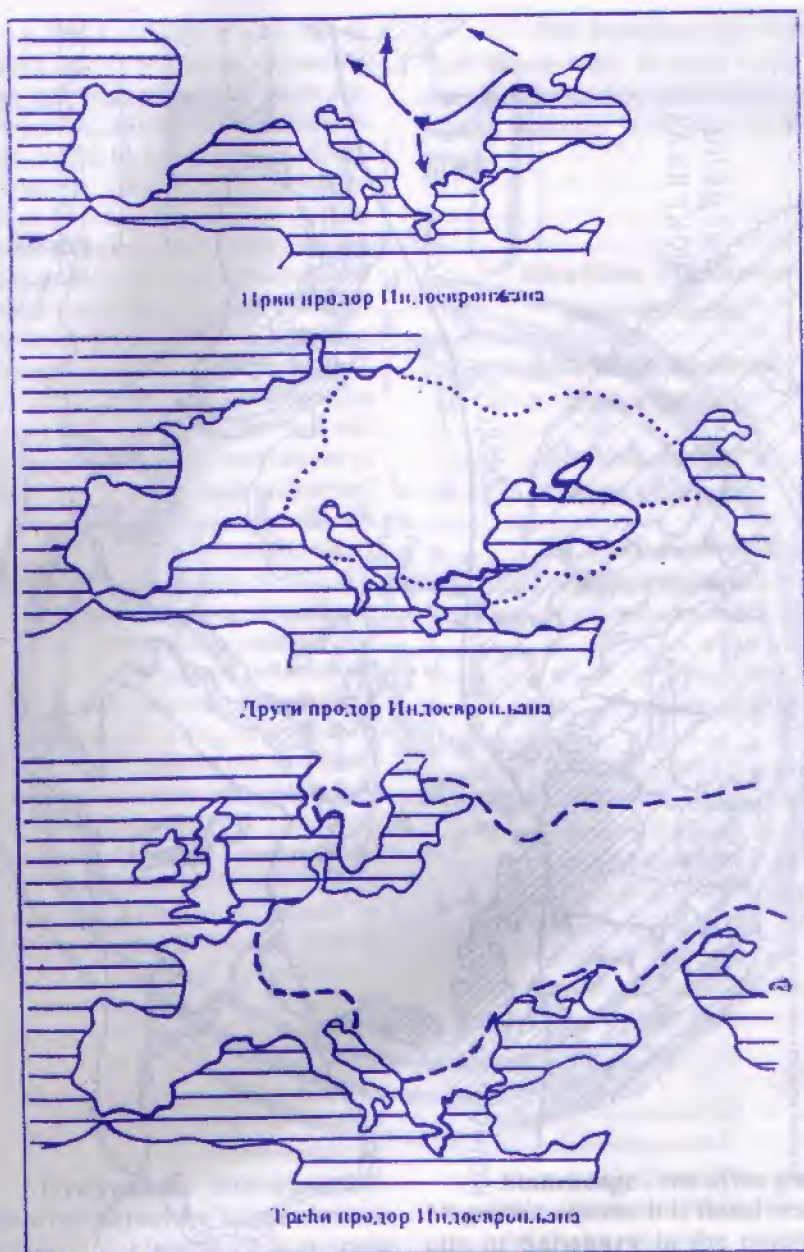 Први продор Индоевропљана
Други продор Индоевропљана
Трећи продор Индоевропљана